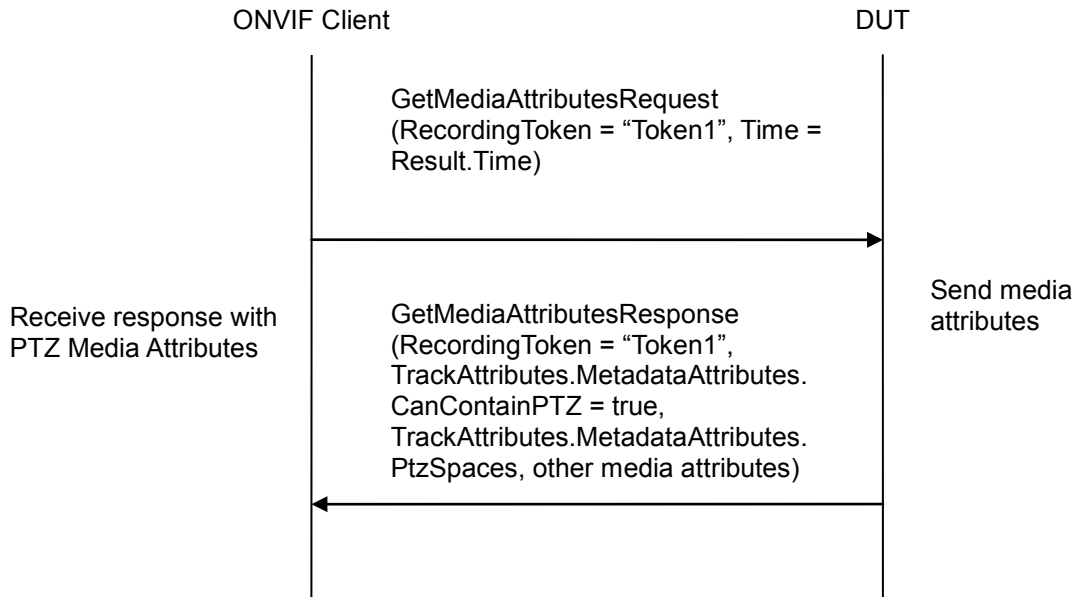 ONVIF Client
DUT
GetMediaAttributesRequest
(RecordingToken = “Token1”, Time =
Result.Time)
Send media
attributes
Receive response with
PTZ Media Attributes
GetMediaAttributesResponse
(RecordingToken = “Token1”,
TrackAttributes.MetadataAttributes.
CanContainPTZ = true,
TrackAttributes.MetadataAttributes.
PtzSpaces, other media attributes)